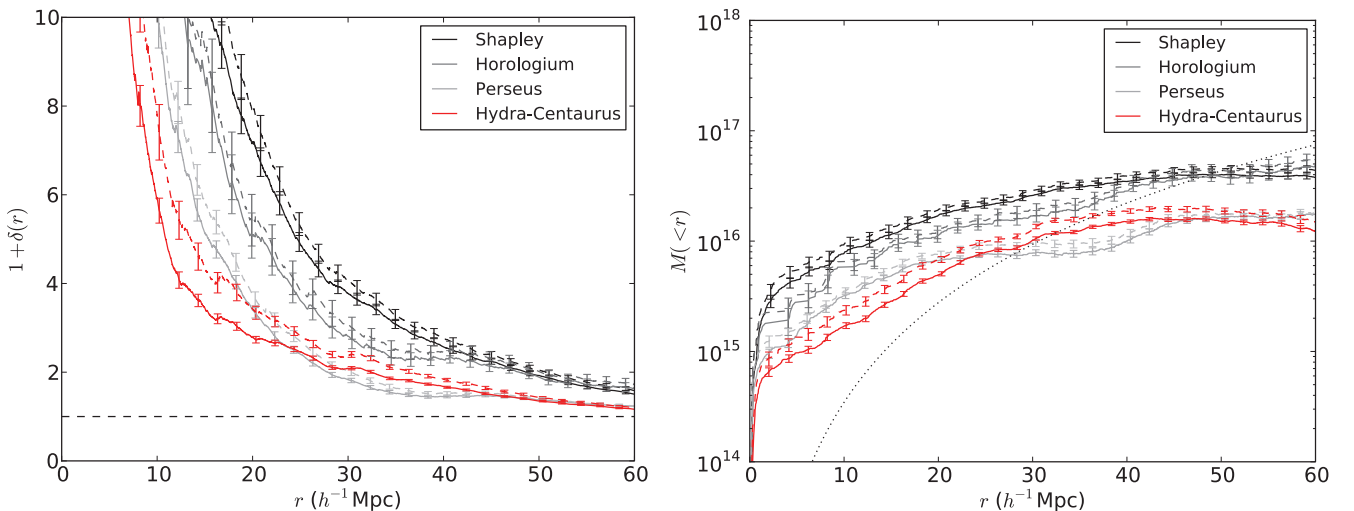 10
8
6
4
2
0
1 + δ(r)
0 10 20 30 40 50 60
r (h⁻¹ Mpc)
Shapley
Horologium
Perseus
Hydra-Centaurus
10¹⁸
10¹⁷
10¹⁶
10¹⁵
10¹⁴
M(< r)
0 10 20 30 40 50 60
r (h⁻¹ Mpc)
Shapley
Horologium
Perseus
Hydra-Centaurus